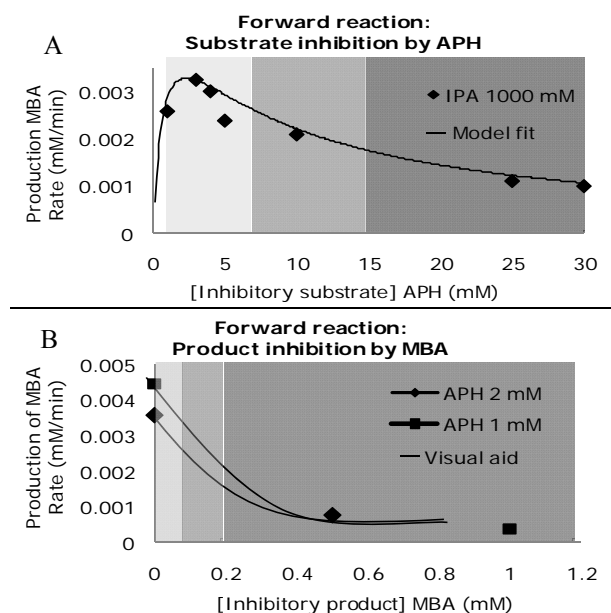 A
Forward reaction:
Substrate inhibition by APH
Production MBA
Rate (mM/min)
0.003
0.002
0.001
0
IPA 1000 mM
Model fit
0 5 10 15 20 25 30
[Inhibitory substrate] APH (mM)
B
Forward reaction:
Product inhibition by MBA
Production of MBA
Rate (mM/min)
0.005
0.004
0.003
0.002
0.001
0
APH 2 mM
APH 1 mM
Visual aid
0 0.2 0.4 0.6 0.8 1 1.2
[Inhibitory product] MBA (mM)